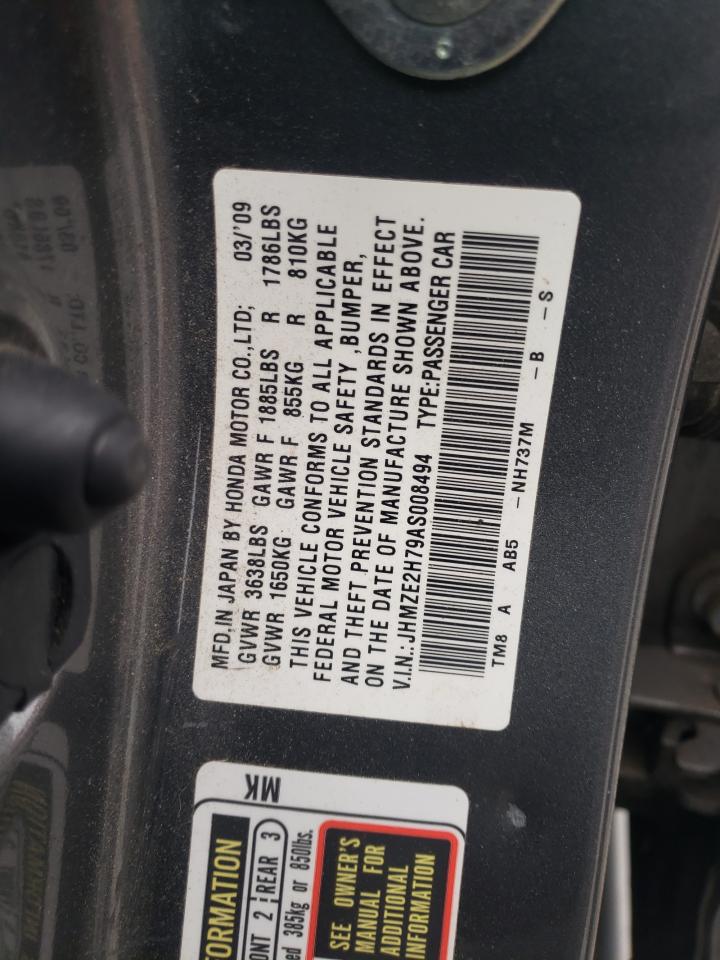 MFD. IN JAPAN BY HONDA MOTOR CO., LTD; 03/'09
GVWR 3638LBS GAWR F 1885LBS R 1786LBS
GVWR 1650KG GAWR F 855KG R 810KG
THIS VEHICLE CONFORMS TO ALL APPLICABLE
FEDERAL MOTOR VEHICLE SAFETY ,BUMPER,
AND THEFT PREVENTION STANDARDS IN EFFECT
ON THE DATE OF MANUFACTURE SHOWN ABOVE.
V.I.N.: JHMZE2H79AS008494 TYPE:PASSENGER CAR
TM8 A AB5 -NH737M -B -S
MK
ORMATION
ONT 2 REAR 3
ed 385kg or 850lbs.
SEE OWNER'S
MANUAL FOR
ADDITIONAL
INFORMATION